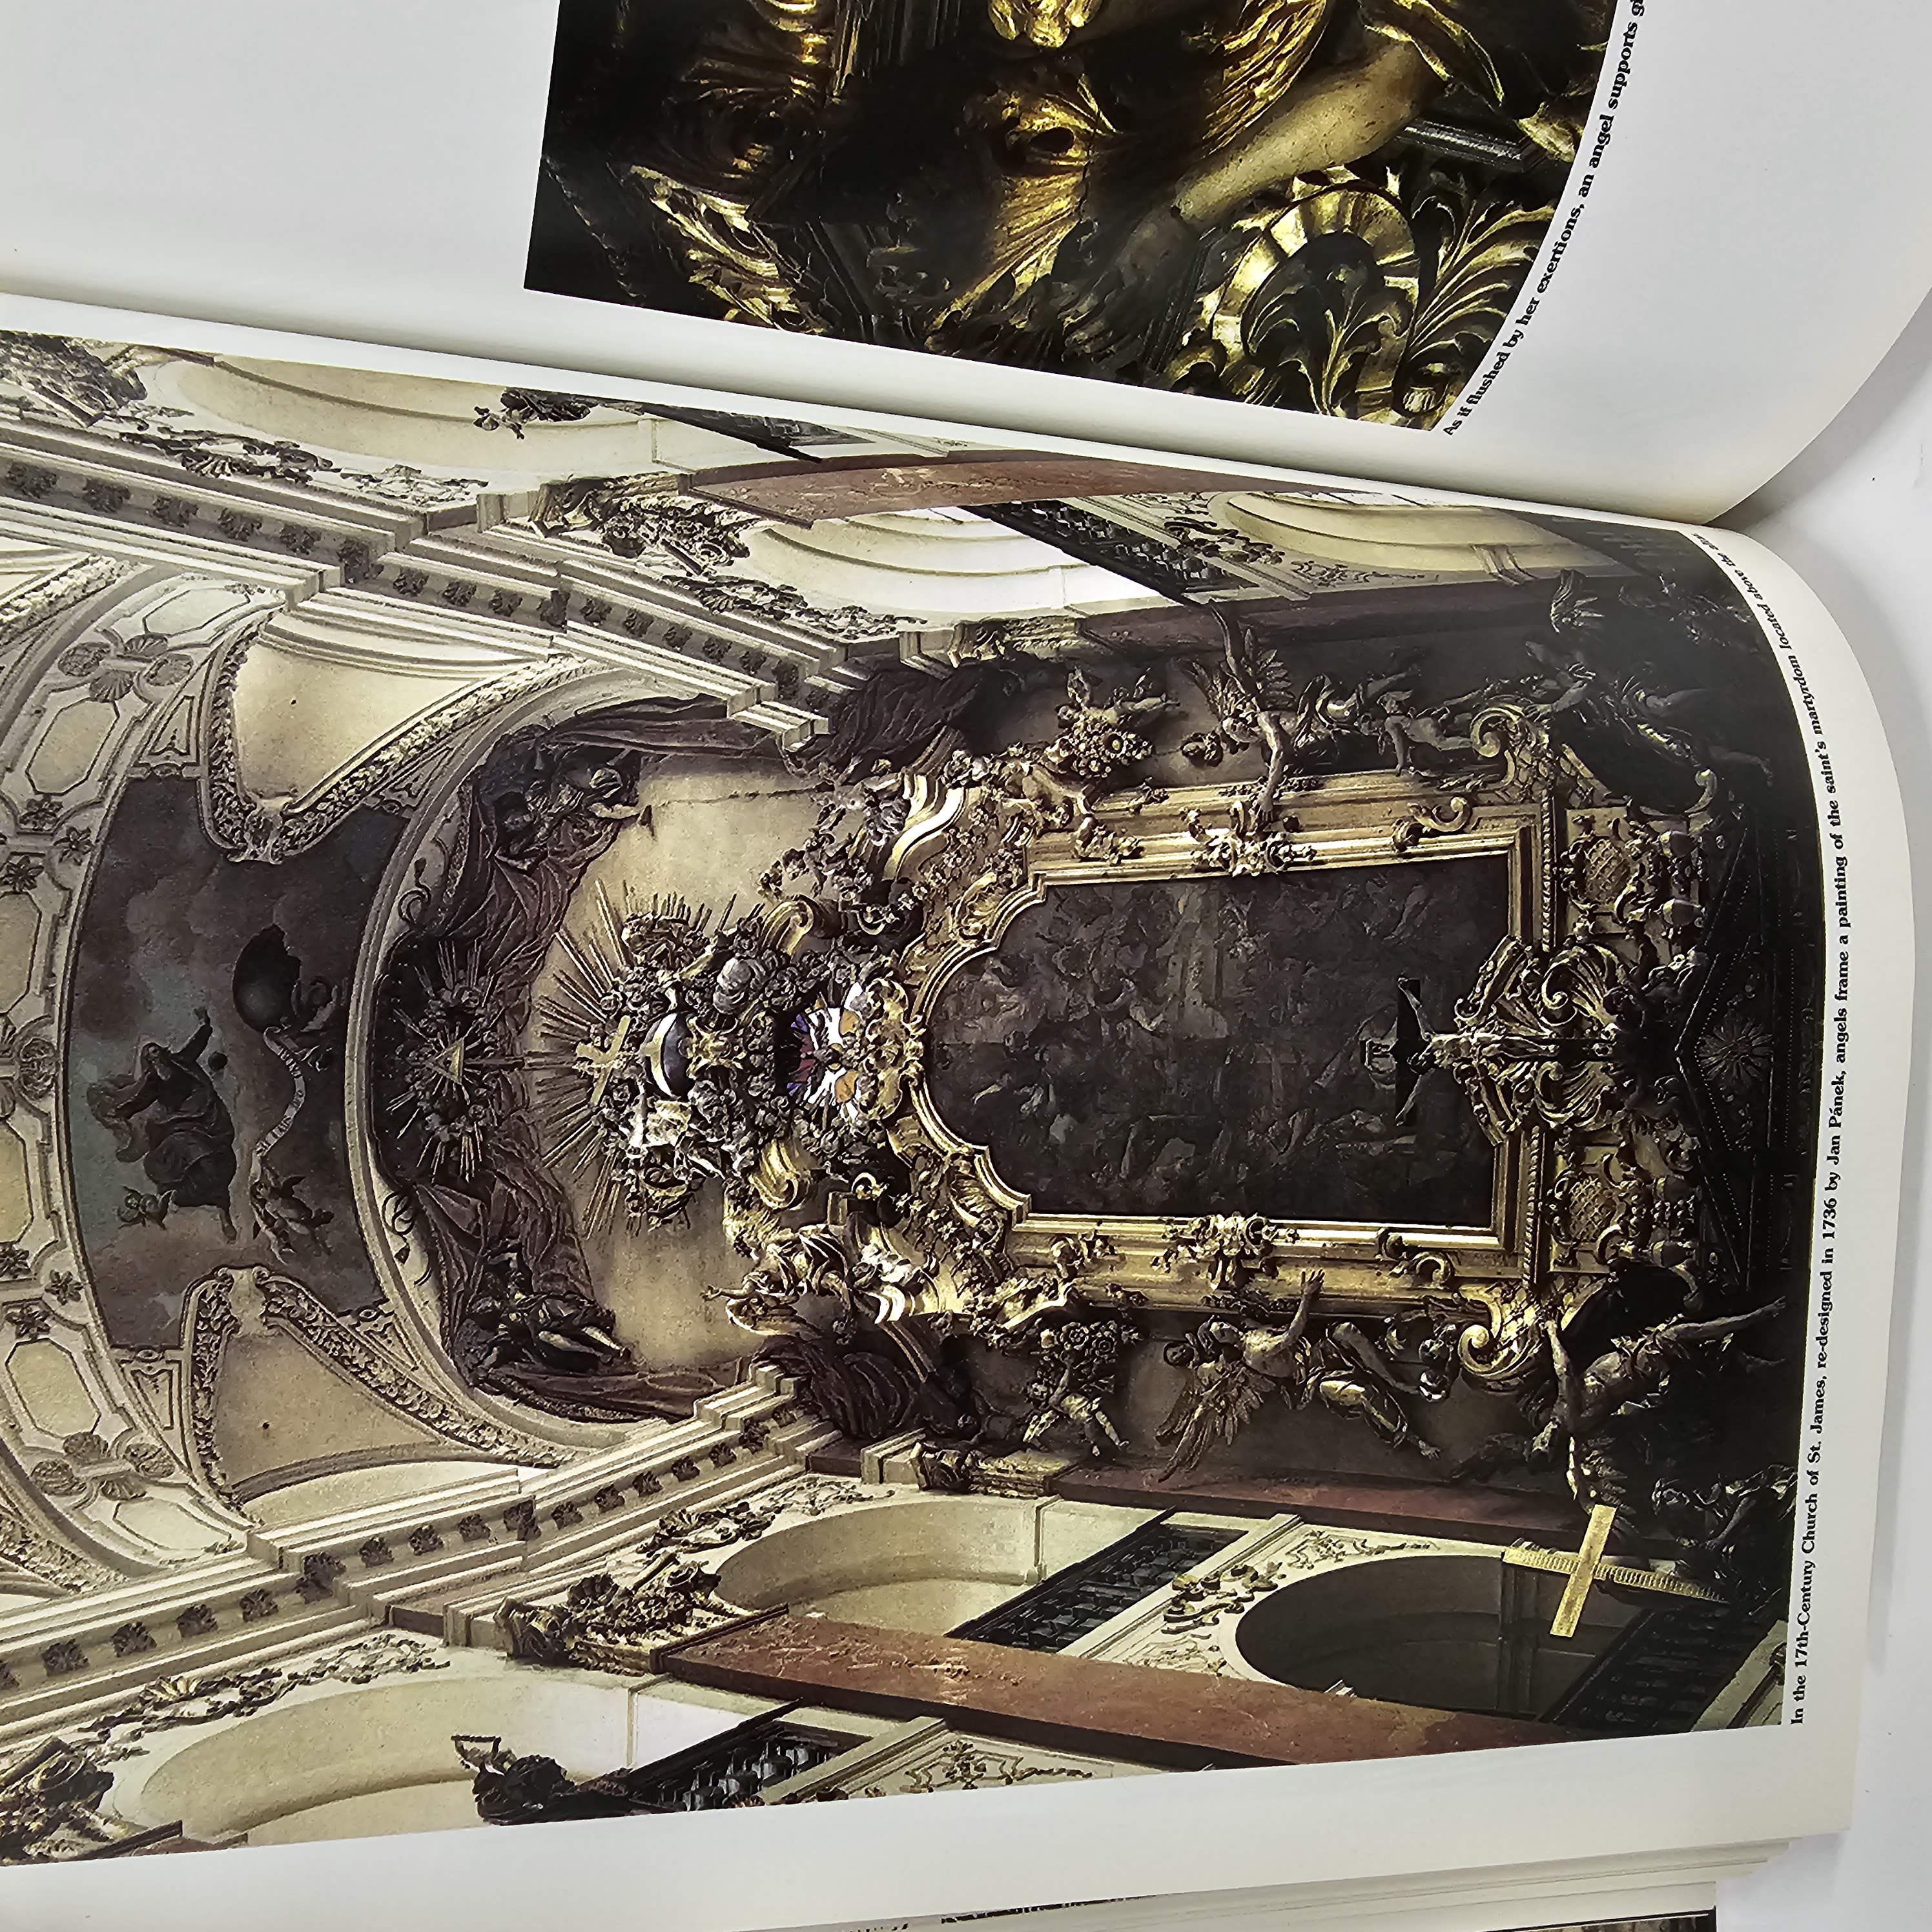 In the 17th-Century Church of St. James, re-designed in 1736 by Jan Pánek, angels frame a painting of the saint's martyrdom located above the altar.
As if flushed by her exertions, an angel supports